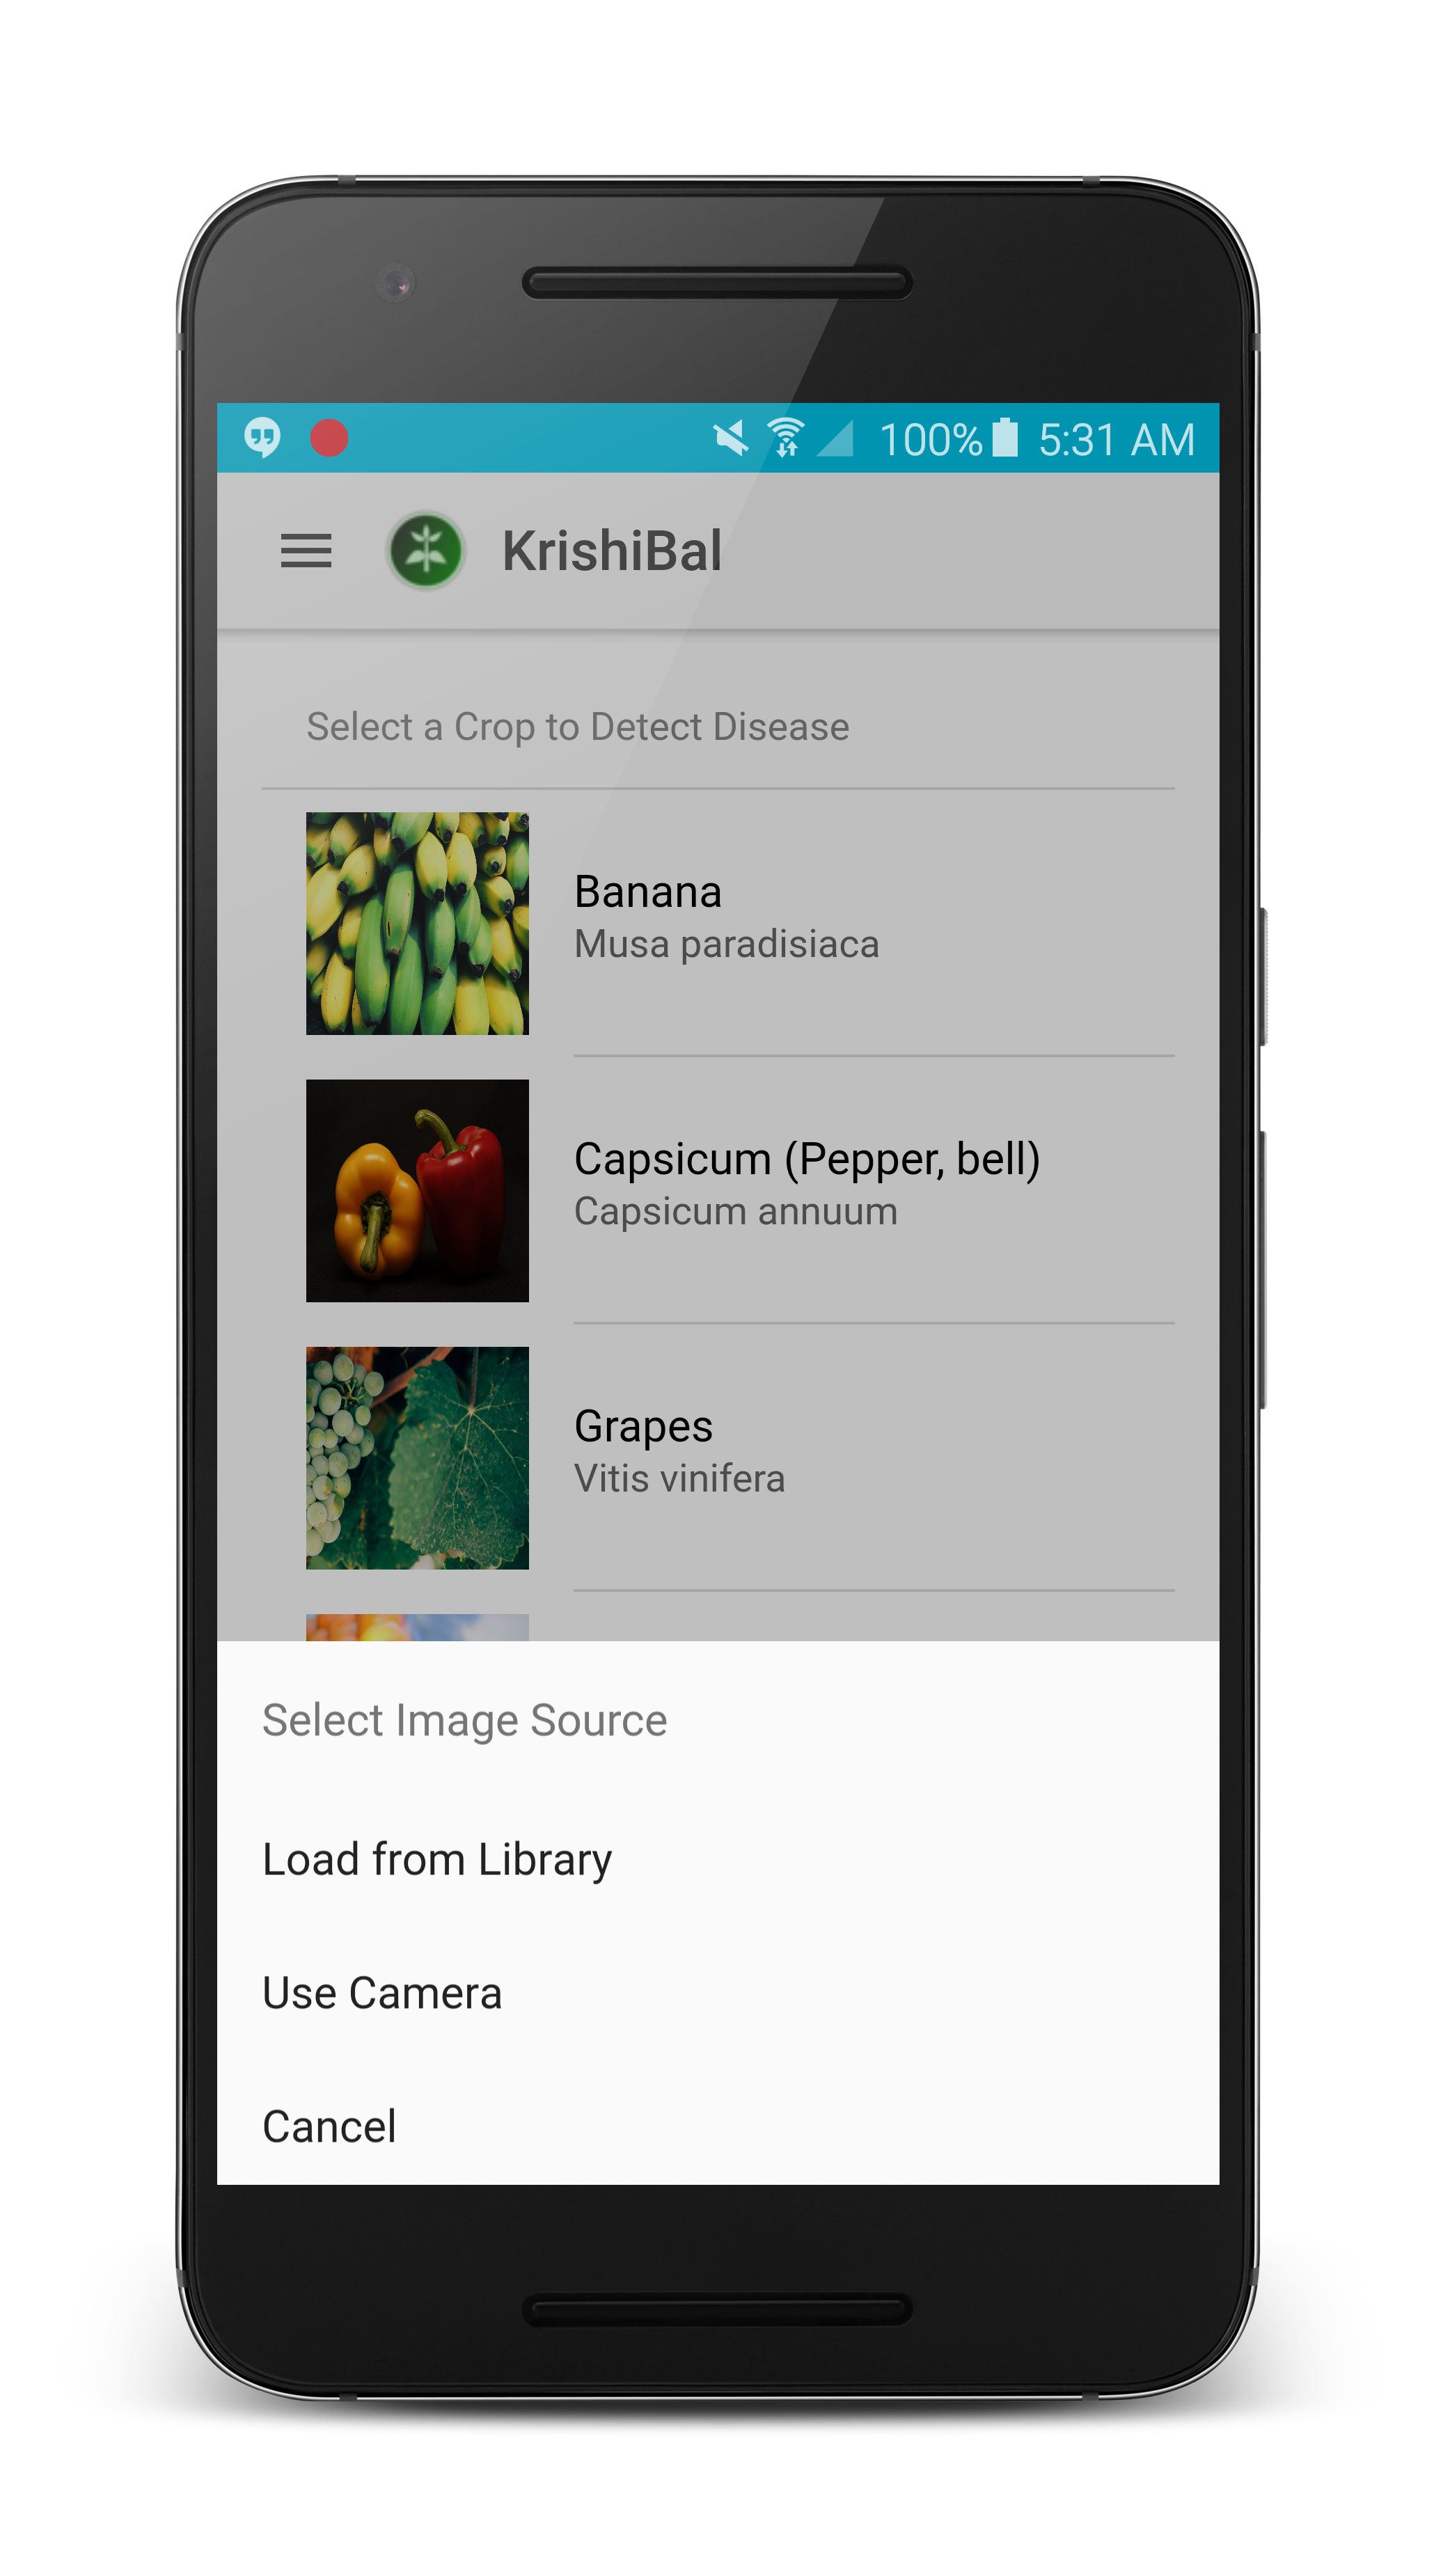 100% 5:31 AM
KrishiBal
Select a Crop to Detect Disease
Banana
Musa paradisiaca
Capsicum (Pepper, bell)
Capsicum annuum
Grapes
Vitis vinifera
Select Image Source
Load from Library
Use Camera
Cancel